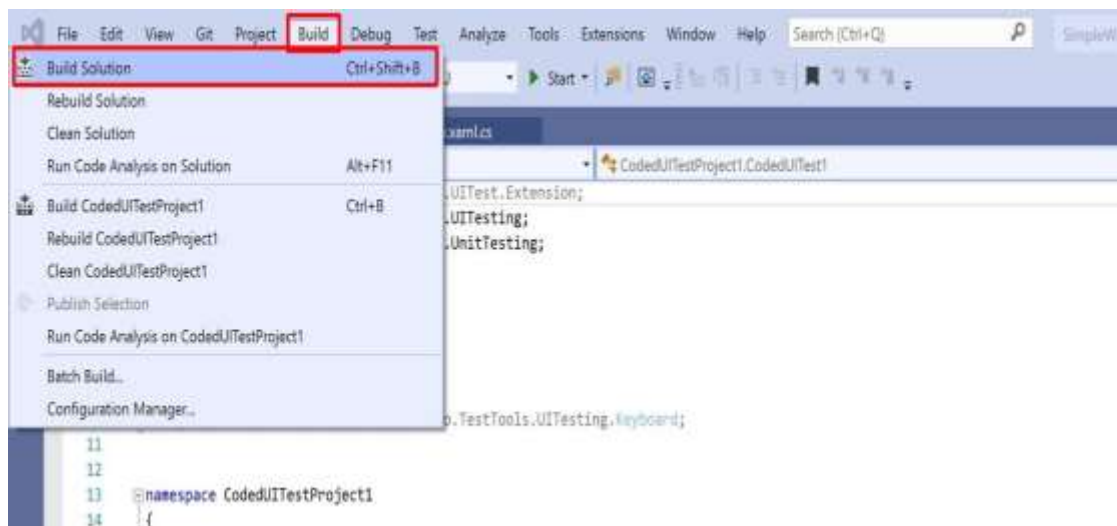 File Edit View Git Project Build Debug Test Analyze Tools Extensions Window Help Search (Ctrl+Q)
Build Solution Ctrl+Shift+B
Start
Rebuild Solution
Clean Solution
.xaml.cs
Run Code Analysis on Solution Alt+F11
CodedUITestProject1.CodedUITest1
.UITest.Extension;
Build CodedUITestProject1 Ctrl+B
.UITesting;
Rebuild CodedUITestProject1
.UnitTesting;
Clean CodedUITestProject1
Publish Selection
Run Code Analysis on CodedUITestProject1
Batch Build...
Configuration Manager...
.TestTools.UITesting.Keyboard;
11
12
13 namespace CodedUITestProject1
14 {